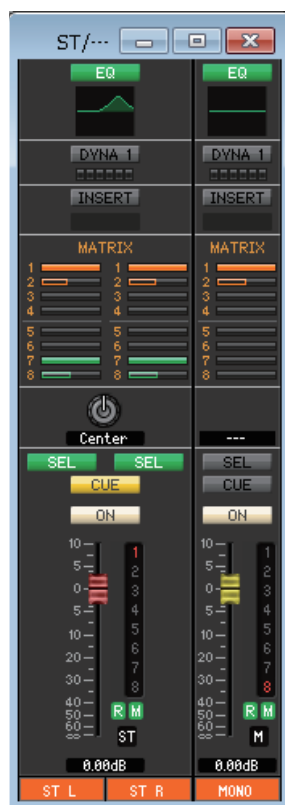 ST/···
EQ EQ
DYNA 1 DYNA 1
INSERT INSERT
MATRIX MATRIX
1 1 1
2 2 2
3 3 3
4 4 4
5 5 5
6 6 6
7 7 7
8 8 8
Center ---
SEL SEL SEL
CUE CUE
ON ON
10 1 10 1
5 2 5 2
0 3 0 3
5 4 5 4
10 5 10 5
20 6 20 6
30 7 30 7
8 8
40 R M 40 R M
50 50
60 ST 60 M
∞ ∞
0.00dB 0.00dB
ST L ST R MONO